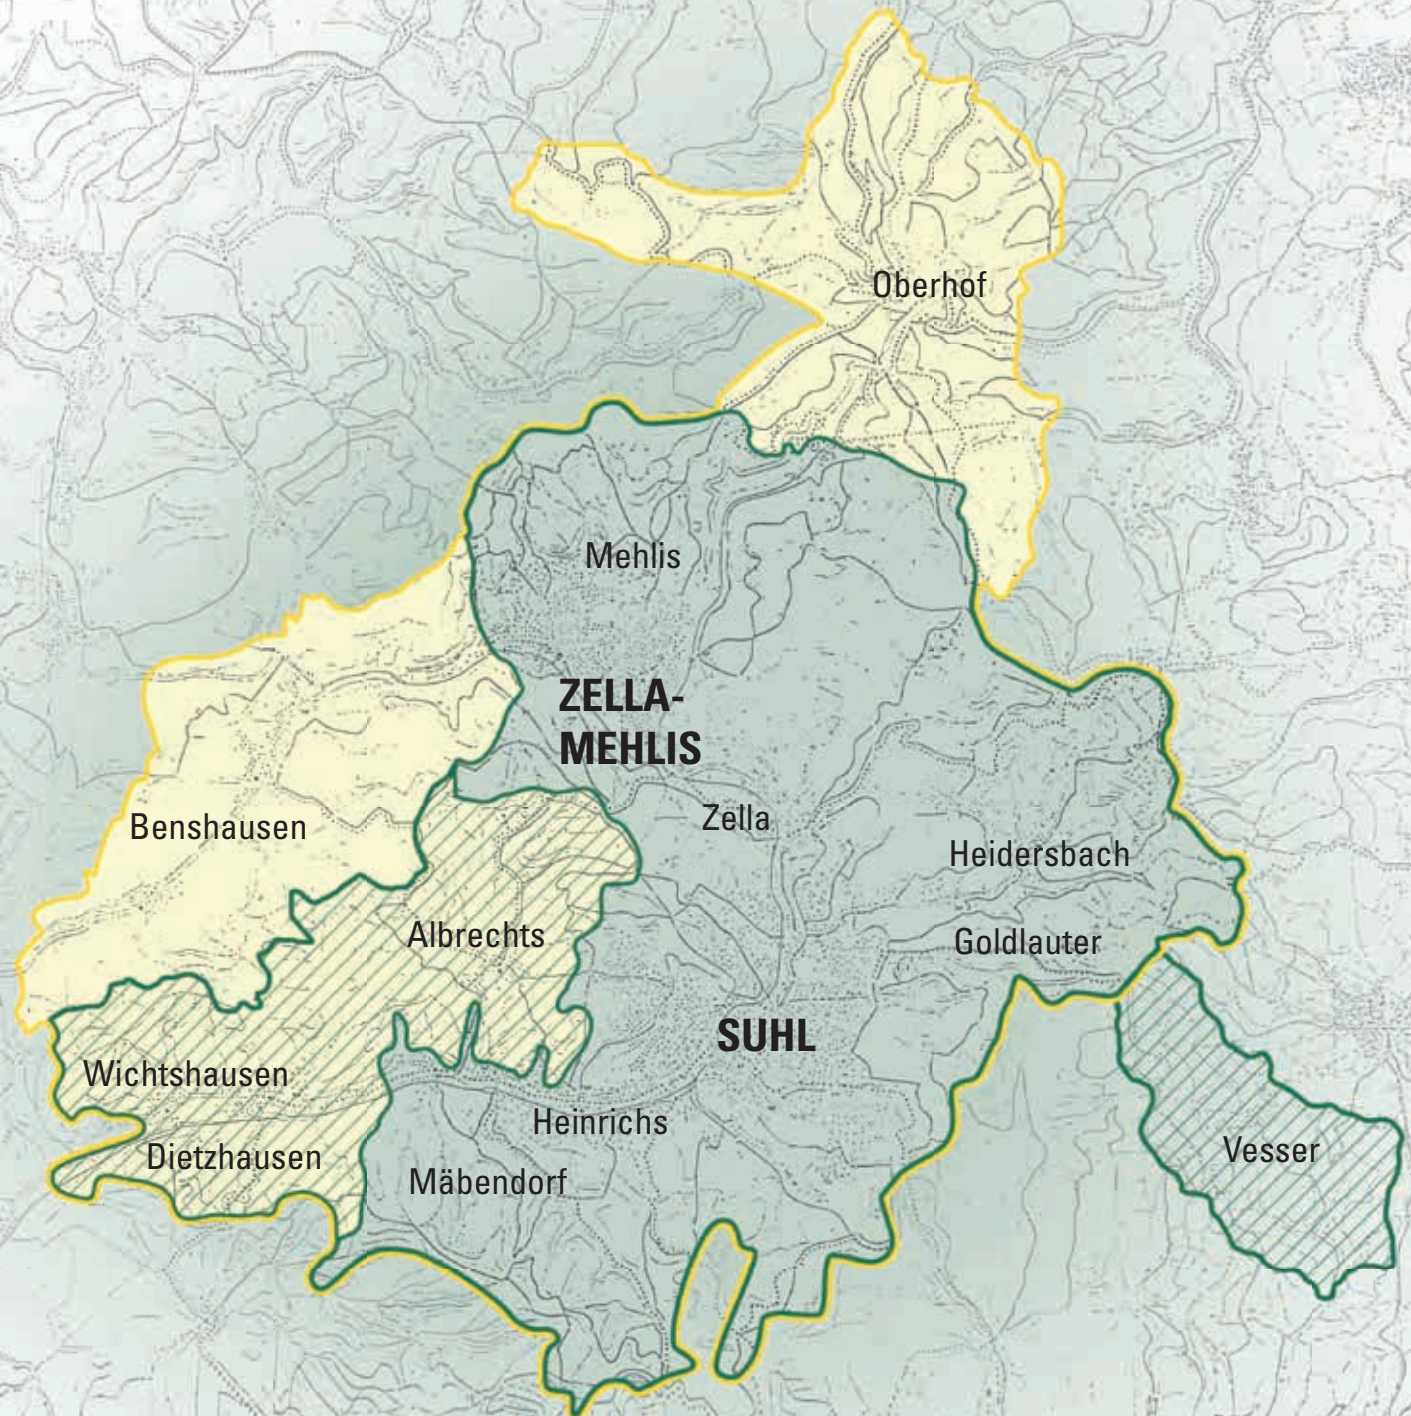 Oberhof
Mehlis
ZELLA-
MEHLIS
Zella
Benshausen
Heidersbach
Albrechts
Goldlauter
SUHL
Wichtshausen
Heinrichs
Dietzhausen
Vesser
Mäbendorf